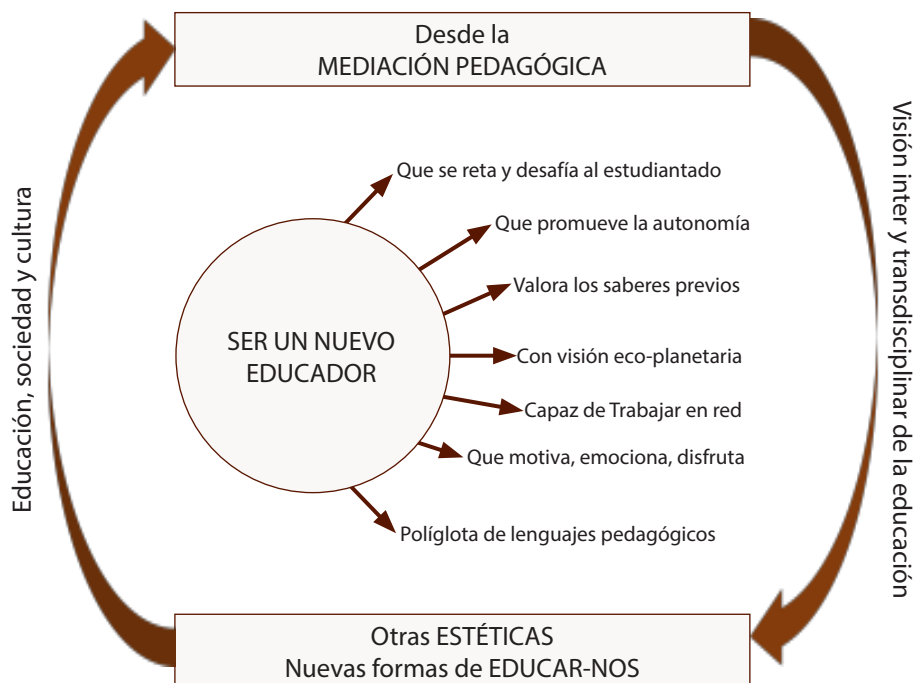 Desde la
MEDIACIÓN PEDAGÓGICA
Educación, sociedad y cultura
Visión inter y transdisciplinar de la educación
SER UN NUEVO
EDUCADOR
Que se reta y desafía al estudiantado
Que promueve la autonomía
Valora los saberes previos
Con visión eco-planetaria
Capaz de Trabajar en red
Que motiva, emociona, disfruta
Políglota de lenguajes pedagógicos
Otras ESTÉTICAS
Nuevas formas de EDUCAR-NOS